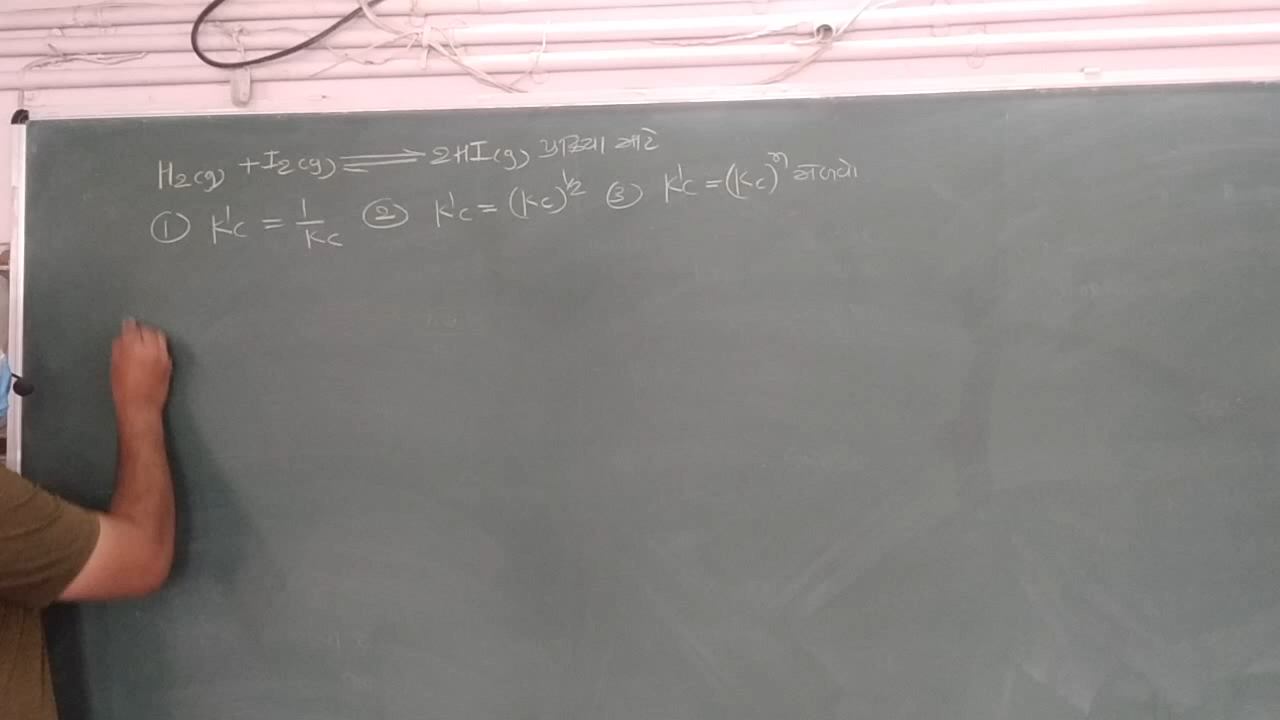 H2(g) + I2(g) ⇌ 2HI(g) પ્રક્રિયા માટે
① K'c = 1/Kc ② K'c = (Kc)^1/2 ③ K'c = (Kc)^n મેળવો